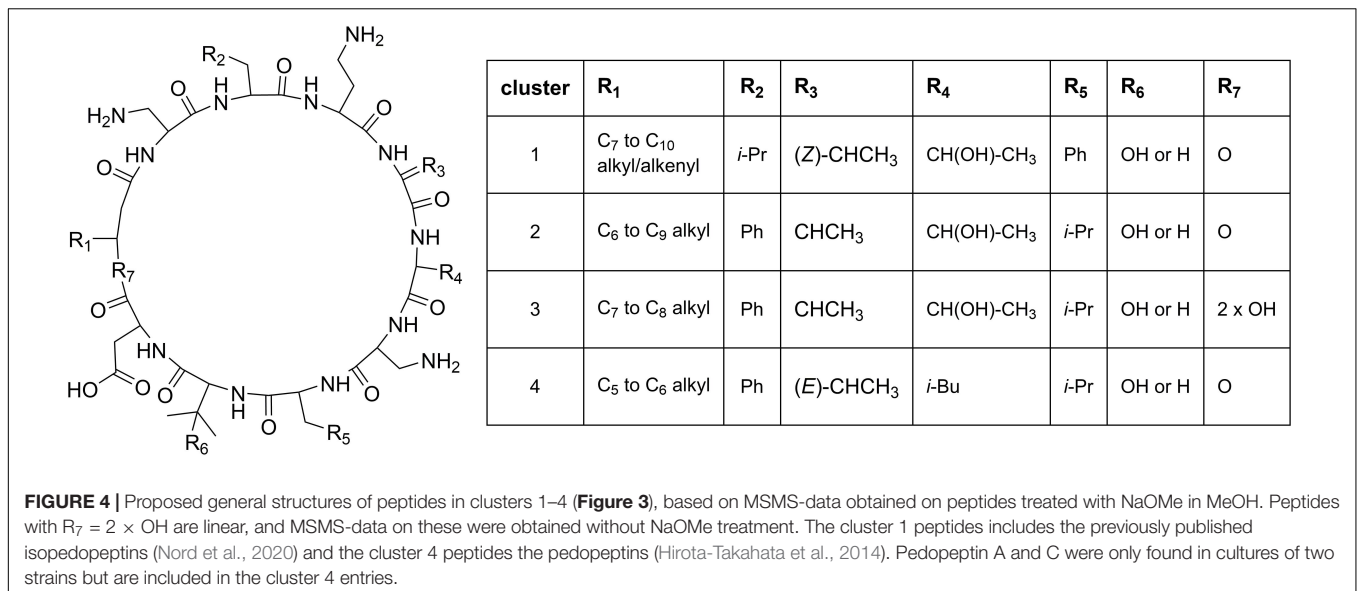 NH₂
R₂
O
H
N
O
H
N
H₂N
O
O
HN
NH
R₃
O
O
R₁
NH
R₇
R₄
O
O
NH
HN
NH₂
HO
O
O
N
H
NH
O
O
R₅
R₆
cluster R₁ R₂ R₃ R₄ R₅ R₆ R₇
1 C₇ to C₁₀ alkyl/alkenyl i-Pr (Z)-CHCH₃ CH(OH)-CH₃ Ph OH or H O
2 C₆ to C₉ alkyl Ph CHCH₃ CH(OH)-CH₃ i-Pr OH or H O
3 C₇ to C₈ alkyl Ph CHCH₃ CH(OH)-CH₃ i-Pr OH or H 2 x OH
4 C₅ to C₆ alkyl Ph (E)-CHCH₃ i-Bu i-Pr OH or H O
FIGURE 4 | Proposed general structures of peptides in clusters 1–4 (Figure 3), based on MSMS-data obtained on peptides treated with NaOMe in MeOH. Peptides
with R₇ = 2 × OH are linear, and MSMS-data on these were obtained without NaOMe treatment. The cluster 1 peptides includes the previously published
isopedopeptins (Nord et al., 2020) and the cluster 4 peptides the pedopeptins (Hirota-Takahata et al., 2014). Pedopeptin A and C were only found in cultures of two
strains but are included in the cluster 4 entries.